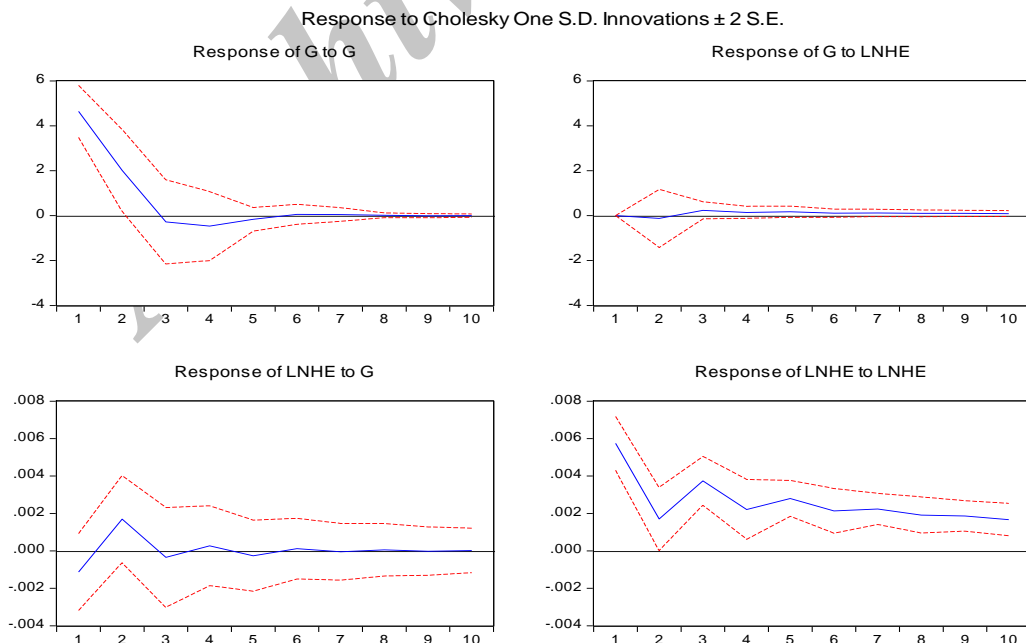 Response to Cholesky One S.D. Innovations ± 2 S.E.
Response of G to G
6
4
2
0
-2
-4
1 2 3 4 5 6 7 8 9 10
Response of G to LNHE
6
4
2
0
-2
-4
1 2 3 4 5 6 7 8 9 10
Response of LNHE to G
.008
.006
.004
.002
.000
-.002
-.004
1 2 3 4 5 6 7 8 9 10
Response of LNHE to LNHE
.008
.006
.004
.002
.000
-.002
-.004
1 2 3 4 5 6 7 8 9 10